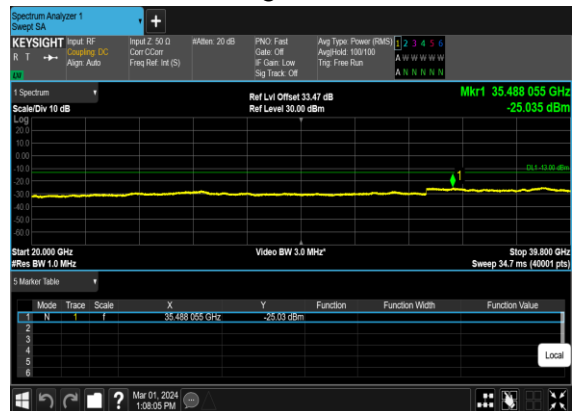 Spectrum Analyzer 1
Swept SA
+
KEYSIGHT Input: RF Input Z: 50 Ω #Atten: 20 dB PNO: Fast Avg Type: Power (RMS) 1 2 3 4 5 6
R T Coupling: DC Corr CCorr Gate: Off Avg|Hold: 100/100 A W W W W W
Align: Auto Freq Ref: Int (S) IF Gain: Low Trig: Free Run
Sig Track: Off A N N N N N
1 Spectrum Ref Lvl Offset 33.47 dB Mkr1 35.488 055 GHz
Scale/Div 10 dB Ref Level 30.00 dBm -25.035 dBm
Log
20.0
10.0
0.00
-10.0
DL1 -13.00 dBm
1
-20.0
-30.0
-40.0
-50.0
-60.0
Start 20.000 GHz Video BW 3.0 MHz* Stop 39.800 GHz
#Res BW 1.0 MHz Sweep 34.7 ms (40001 pts)
5 Marker Table
Mode Trace Scale X Y Function Function Width Function Value
1 N 1 f 35.488 055 GHz -25.03 dBm
2
3
4
5
6
Local
? Mar 01, 2024
1:08:05 PM